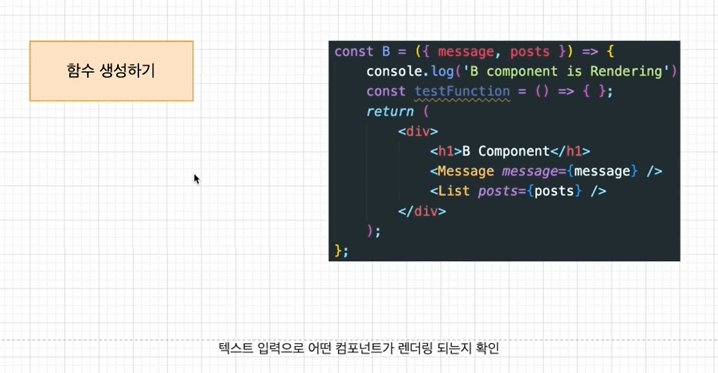 함수 생성하기
const B = ({ message, posts }) => {
    console.log('B component is Rendering')
    const testFunction = () => { };
    return (
        <div>
            <h1>B Component</h1>
            <Message message={message} />
            <List posts={posts} />
        </div>
    );
};
텍스트 입력으로 어떤 컴포넌트가 렌더링 되는지 확인